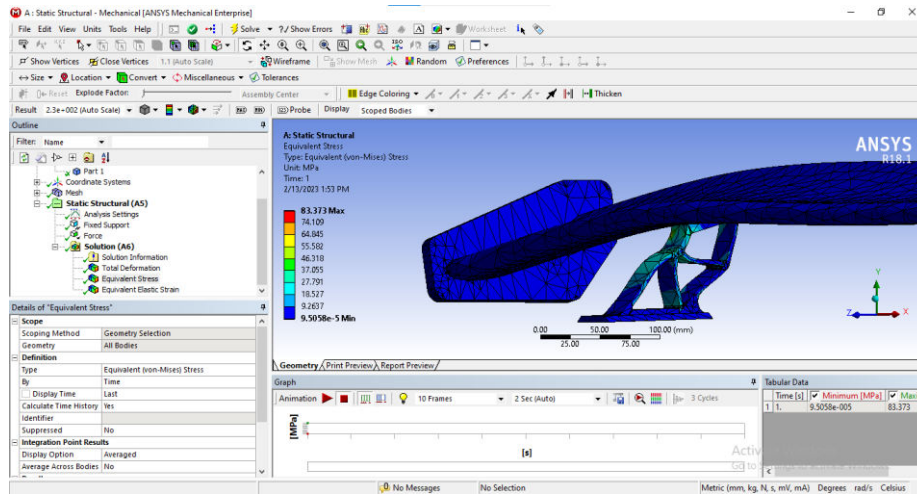 A : Static Structural - Mechanical [ANSYS Mechanical Enterprise]
File Edit View Units Tools Help Solve ?/ Show Errors Worksheet
Show Vertices Close Vertices 1.1 (Auto Scale) Wireframe Show Mesh Random Preferences
Size Location Convert Miscellaneous Tolerances
Reset Explode Factor: Assembly Center Edge Coloring Thicken
Result 2.3e+002 (Auto Scale) Probe Display Scoped Bodies
Outline
Filter: Name
Part 1
Coordinate Systems
Mesh
Static Structural (A5)
Analysis Settings
Fixed Support
Force
Solution (A6)
Solution Information
Total Deformation
Equivalent Stress
Equivalent Elastic Strain
Details of "Equivalent Stress"
Scope
Scoping Method Geometry Selection
Geometry All Bodies
Definition
Type Equivalent (von-Mises) Stress
By Time
Display Time Last
Calculate Time History Yes
Identifier
Suppressed No
Integration Point Results
Display Option Averaged
Average Across Bodies No
A: Static Structural
Equivalent Stress
Type: Equivalent (von-Mises) Stress
Unit: MPa
Time: 1
2/13/2023 1:53 PM
83.373 Max
74.109
64.845
55.582
46.318
37.055
27.791
18.527
9.2637
9.5058e-5 Min
ANSYS
R18.1
0.00 50.00 100.00 (mm)
25.00 75.00
Y
Z X
Geometry Print Preview Report Preview
Graph
Animation 10 Frames 2 Sec (Auto) 3 Cycles
[MPa]
[s]
Tabular Data
Time [s] Minimum [MPa] Maxi
1 1. 9.5058e-005 83.373
No Messages No Selection Metric (mm, kg, N, s, mV, mA) Degrees rad/s Celsius